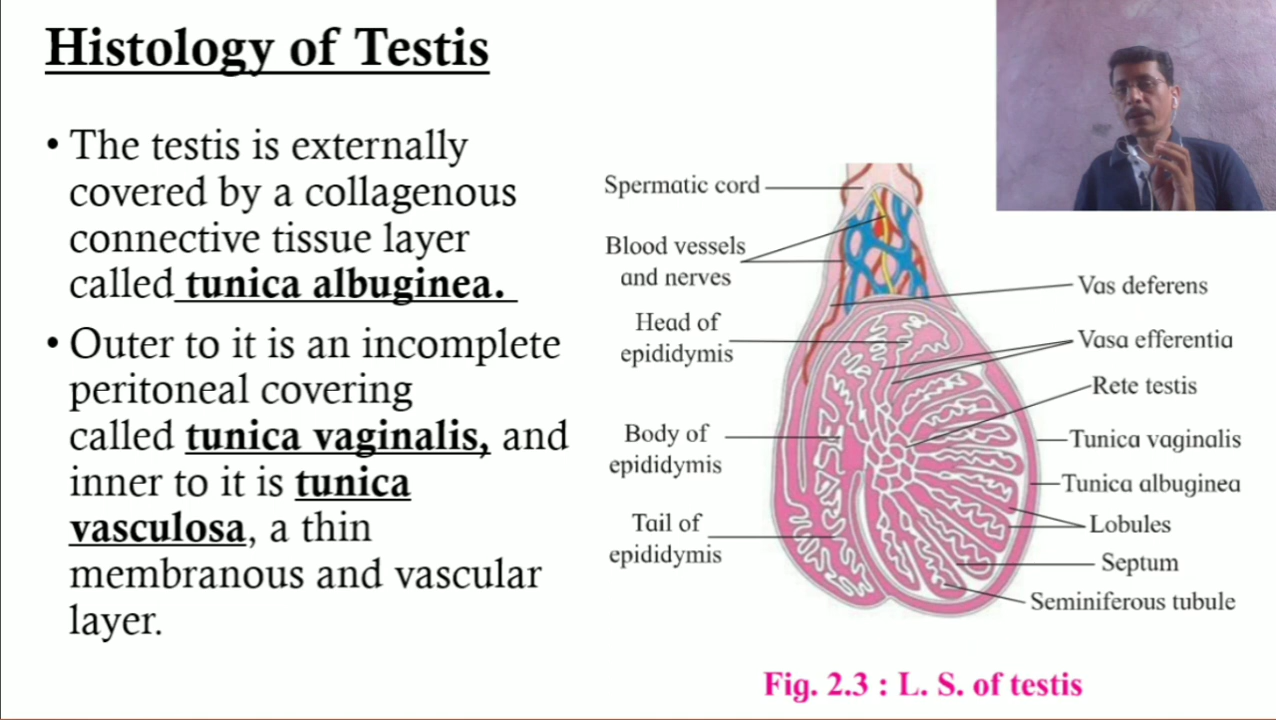 Histology of Testis
• The testis is externally
covered by a collagenous
connective tissue layer
called tunica albuginea.
• Outer to it is an incomplete
peritoneal covering
called tunica vaginalis, and
inner to it is tunica
vasculosa, a thin
membranous and vascular
layer.
Spermatic cord
Blood vessels
and nerves
Head of
epididymis
Body of
epididymis
Tail of
epididymis
Vas deferens
Vasa efferentia
Rete testis
Tunica vaginalis
Tunica albuginea
Lobules
Septum
Seminiferous tubule
Fig. 2.3 : L. S. of testis